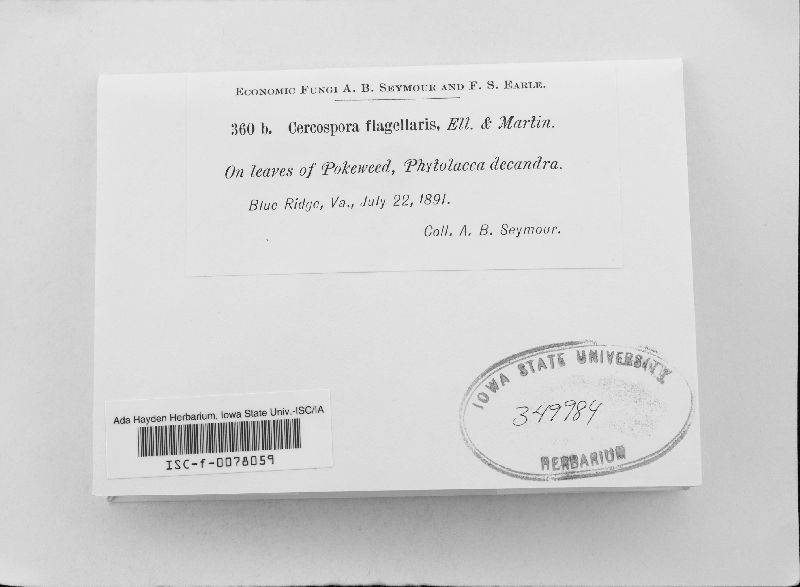 Economic Fungi A. B. Seymour and F. S. Earle.
360 b. Cercospora flagellaris, Ell. & Martin.
On leaves of Pokeweed, Phytolacca decandra.
Blue Ridge, Va., July 22, 1891.
Coll. A. B. Seymour.
IOWA STATE UNIVERSITY
349984
HERBARIUM
Ada Hayden Herbarium, Iowa State Univ.-ISC/IA
ISC-f-0078059